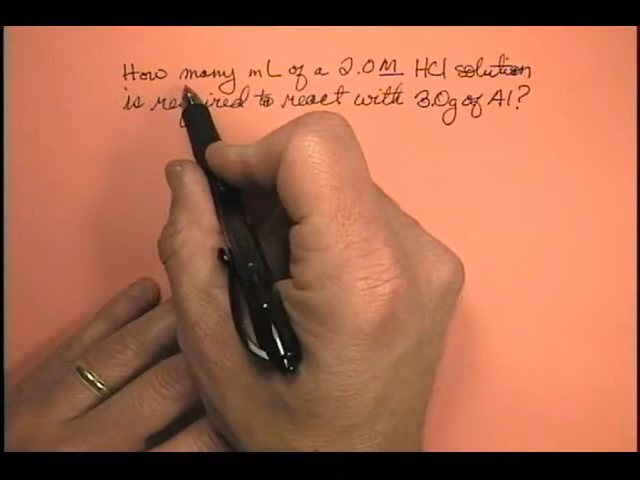 How many mL of a 2.0 M HCl solution
is required to react with 3.0g of Al?